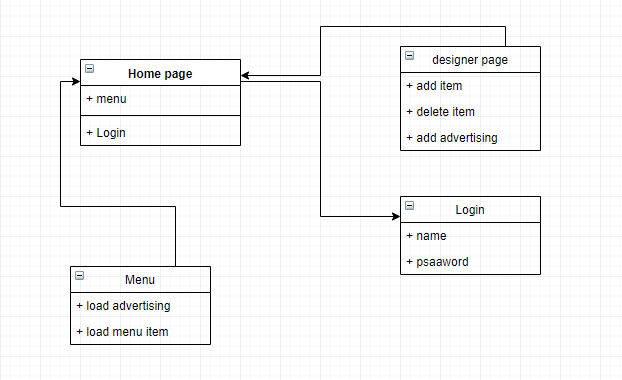 Home page
+ menu
+ Login
designer page
+ add item
+ delete item
+ add advertising
Login
+ name
+ psaaword
Menu
+ load advertising
+ load menu item